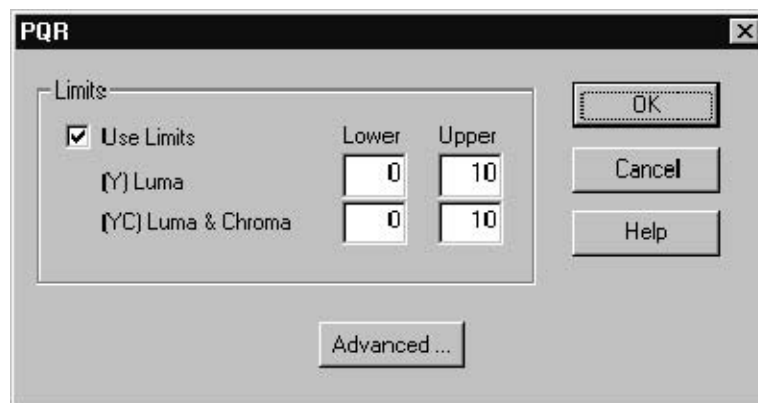 PQR
Limits
Use Limits Lower Upper
(Y) Luma 0 10
(YC) Luma & Chroma 0 10
OK
Cancel
Help
Advanced ...